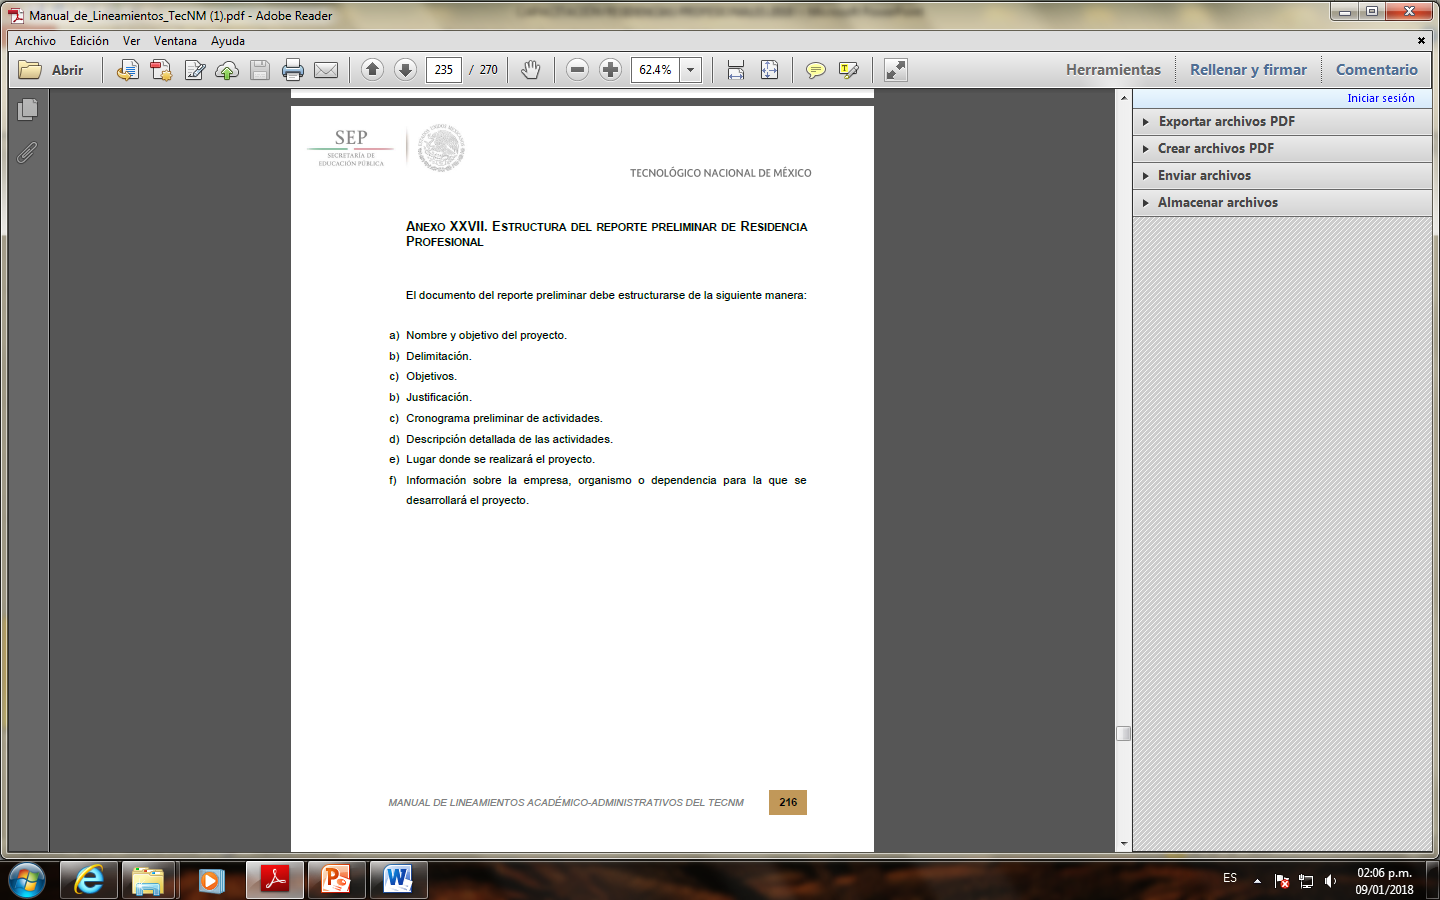 Manual_de_Lineamientos_TecNM (1).pdf - Adobe Reader
Archivo Edición Ver Ventana Ayuda
Abrir 235 / 270 62.4% Herramientas Rellenar y firmar Comentario
Iniciar sesión
Exportar archivos PDF
Crear archivos PDF
Enviar archivos
Almacenar archivos
SEP
SECRETARÍA DE
EDUCACIÓN PÚBLICA
TECNOLÓGICO NACIONAL DE MÉXICO
ANEXO XXVII. ESTRUCTURA DEL REPORTE PRELIMINAR DE RESIDENCIA
PROFESIONAL
El documento del reporte preliminar debe estructurarse de la siguiente manera:
a) Nombre y objetivo del proyecto.
b) Delimitación.
c) Objetivos.
b) Justificación.
c) Cronograma preliminar de actividades.
d) Descripción detallada de las actividades.
e) Lugar donde se realizará el proyecto.
f) Información sobre la empresa, organismo o dependencia para la que se
desarrollará el proyecto.
MANUAL DE LINEAMIENTOS ACADÉMICO-ADMINISTRATIVOS DEL TECNM 216
ES 02:06 p.m.
09/01/2018